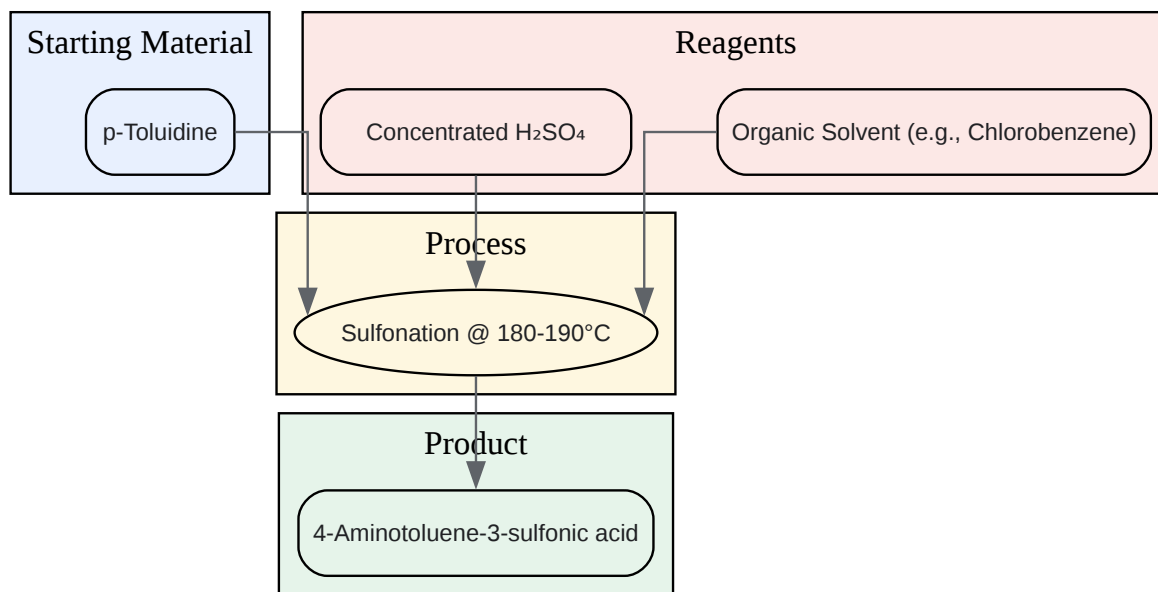 Starting Material
Reagents
p-Toluidine
Concentrated H₂SO₄
Organic Solvent (e.g., Chlorobenzene)
Process
Sulfonation @ 180-190°C
Product
4-Aminotoluene-3-sulfonic acid